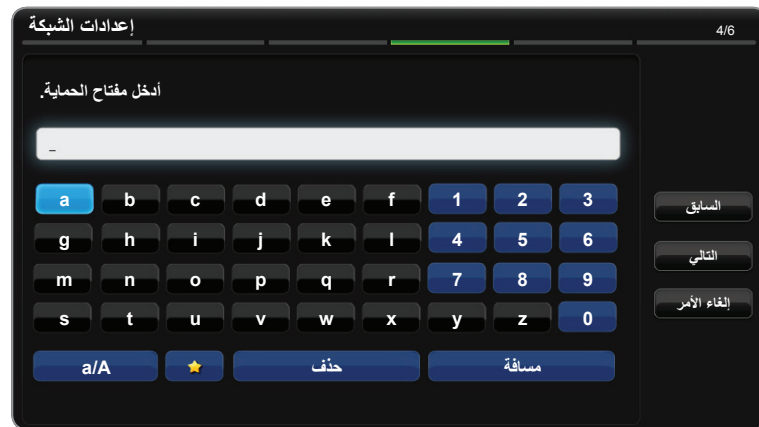 إعدادات الشبكة
4/6
أدخل مفتاح الحماية.
_
a b c d e f 1 2 3
g h i j k l 4 5 6
m n o p q r 7 8 9
s t u v w x y z 0
a/A حذف مسافة
السابق
التالي
إلغاء الأمر